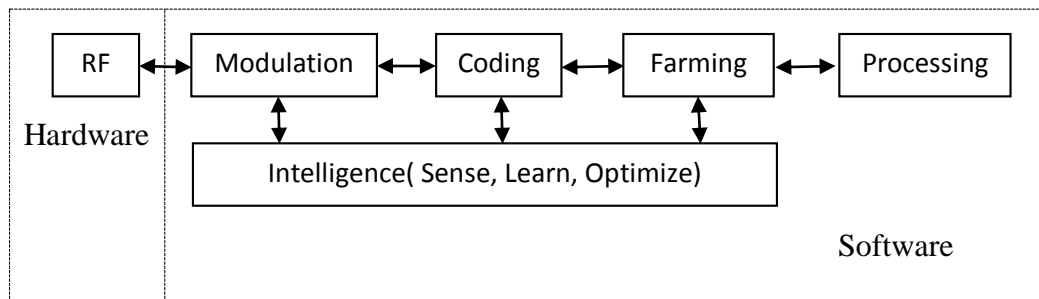 RF
Modulation
Coding
Farming
Processing
Hardware
Intelligence( Sense, Learn, Optimize)
Software